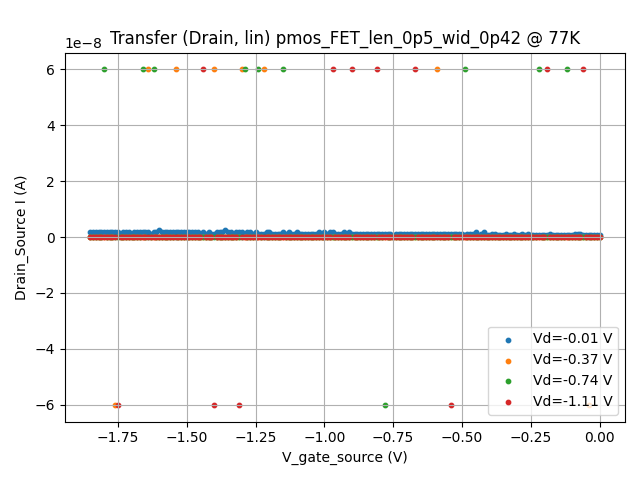 Transfer (Drain, lin) pmos_FET_len_0p5_wid_0p42 @ 77K
1e−8
6
4
2
0
−2
−4
−6
Drain_Source I (A)
Vd=-0.01 V
Vd=-0.37 V
Vd=-0.74 V
Vd=-1.11 V
−1.75 −1.50 −1.25 −1.00 −0.75 −0.50 −0.25 0.00
V_gate_source (V)